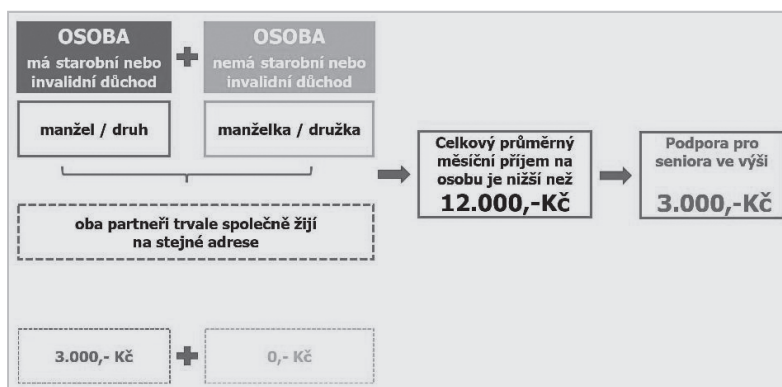 OSOBA
má starobní nebo
invalidní důchod
OSOBA
nemá starobní nebo
invalidní důchod
manžel / druh
manželka / družka
oba partneři trvale společně žijí
na stejné adrese
Celkový průměrný
měsíční příjem na
osobu je nižší než
12.000,-Kč
Podpora pro
seniora ve výši
3.000,-Kč
3.000,- Kč
0,- Kč